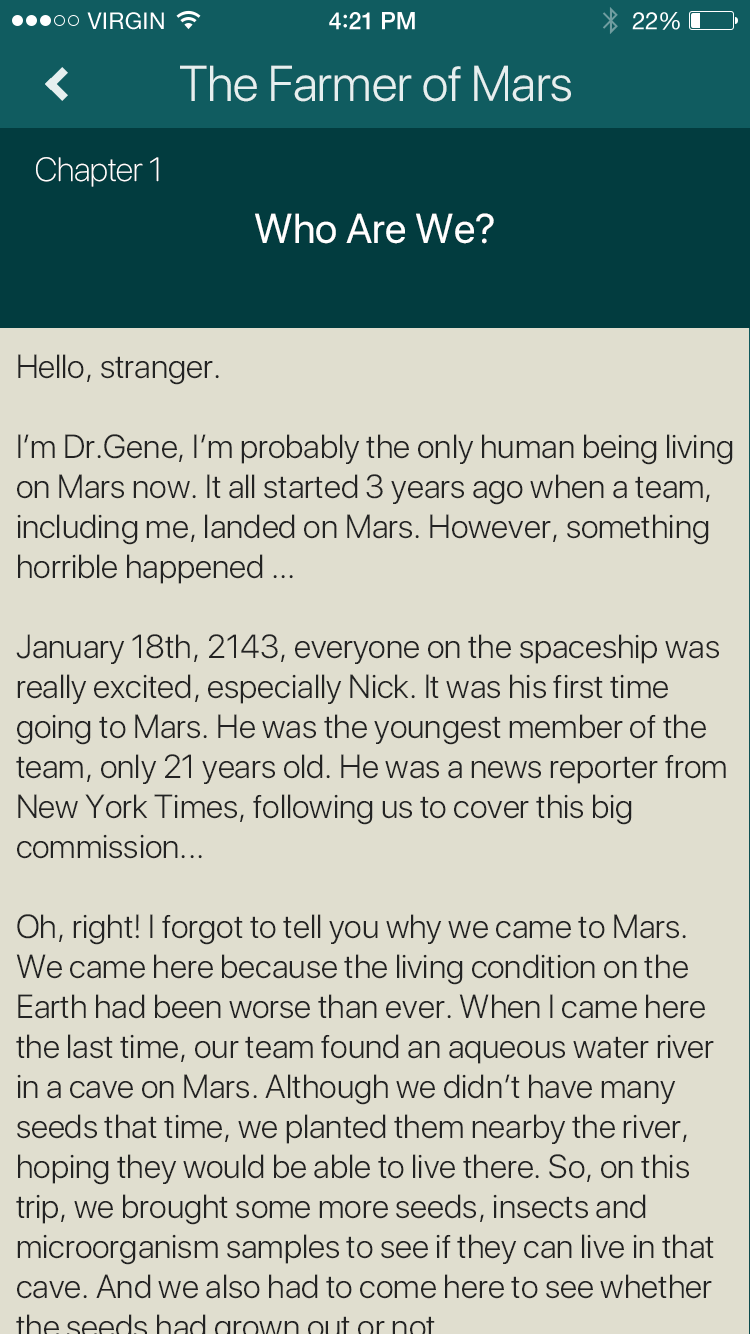 VIRGIN 4:21 PM 22%
The Farmer of Mars
Chapter 1
Who Are We?
Hello, stranger.
I'm Dr.Gene, I'm probably the only human being living
on Mars now. It all started 3 years ago when a team,
including me, landed on Mars. However, something
horrible happened ...
January 18th, 2143, everyone on the spaceship was
really excited, especially Nick. It was his first time
going to Mars. He was the youngest member of the
team, only 21 years old. He was a news reporter from
New York Times, following us to cover this big
commission...
Oh, right! I forgot to tell you why we came to Mars.
We came here because the living condition on the
Earth had been worse than ever. When I came here
the last time, our team found an aqueous water river
in a cave on Mars. Although we didn't have many
seeds that time, we planted them nearby the river,
hoping they would be able to live there. So, on this
trip, we brought some more seeds, insects and
microorganism samples to see if they can live in that
cave. And we also had to come here to see whether
the seeds had grown out or not